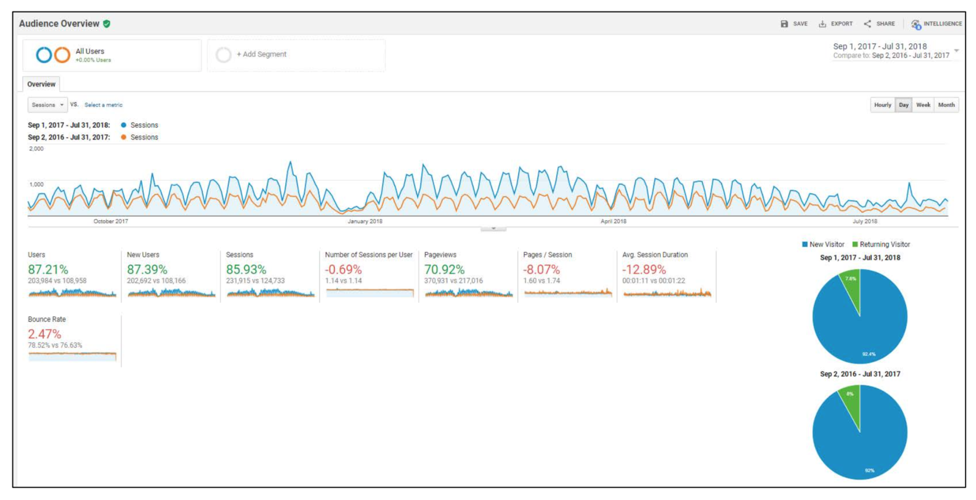 Audience Overview
SAVE EXPORT SHARE INTELLIGENCE
All Users
+0.00% Users
+ Add Segment
Sep 1, 2017 - Jul 31, 2018
Compare to: Sep 2, 2016 - Jul 31, 2017
Overview
Sessions VS. Select a metric
Hourly Day Week Month
Sep 1, 2017 - Jul 31, 2018: Sessions
Sep 2, 2016 - Jul 31, 2017: Sessions
2,000
1,000
October 2017 January 2018 April 2018 July 2018
New Visitor Returning Visitor
Users
87.21%
203,984 vs 108,958
New Users
87.39%
202,692 vs 108,166
Sessions
85.93%
231,915 vs 124,733
Number of Sessions per User
-0.69%
1.14 vs 1.14
Pageviews
70.92%
370,931 vs 217,016
Pages / Session
-8.07%
1.60 vs 1.74
Avg. Session Duration
-12.89%
00:01:11 vs 00:01:22
Bounce Rate
2.47%
78.52% vs 76.63%
Sep 1, 2017 - Jul 31, 2018
7.6%
92.4%
Sep 2, 2016 - Jul 31, 2017
8%
92%